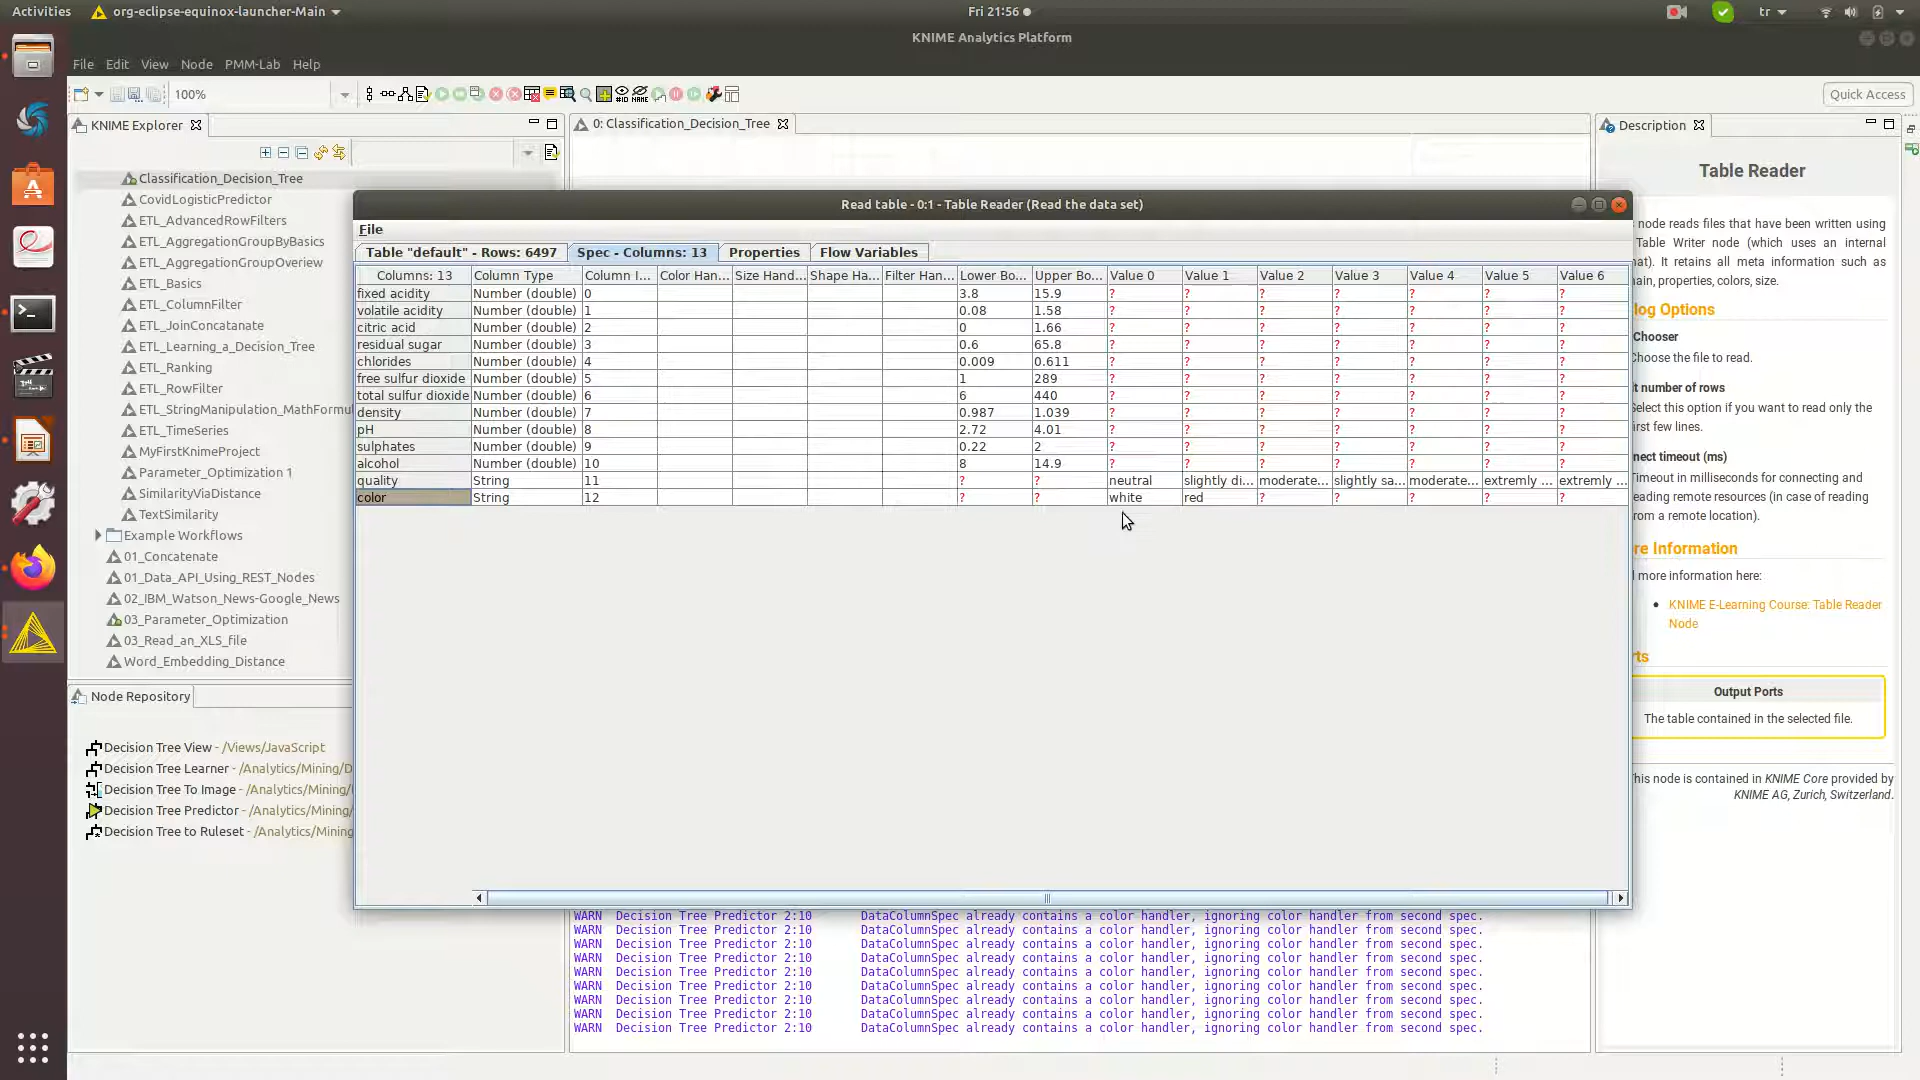 Activities
org-eclipse-equinox-launcher-Main
Fri 21:56
tr
KNIME Analytics Platform
File Edit View Node PMM-Lab Help
100%
Quick Access
KNIME Explorer
Classification_Decision_Tree
CovidLogisticPredictor
ETL_AdvancedRowFilters
ETL_AggregationGroupByBasics
ETL_AggregationGroupOveriew
ETL_Basics
ETL_ColumnFilter
ETL_JoinConcatanate
ETL_Learning_a_Decision_Tree
ETL_Ranking
ETL_RowFilter
ETL_StringManipulation_MathFormu
ETL_TimeSeries
MyFirstKnimeProject
Parameter_Optimization 1
SimilarityViaDistance
TextSimilarity
Example Workflows
01_Concatenate
01_Data_API_Using_REST_Nodes
02_IBM_Watson_News-Google_News
03_Parameter_Optimization
03_Read_an_XLS_file
Word_Embedding_Distance
Node Repository
Decision Tree View - /Views/JavaScript
Decision Tree Learner - /Analytics/Mining/D
Decision Tree To Image - /Analytics/Mining/
Decision Tree Predictor - /Analytics/Mining/
Decision Tree to Ruleset - /Analytics/Mining
0: Classification_Decision_Tree
Read table - 0:1 - Table Reader (Read the data set)
File
Table "default" - Rows: 6497 Spec - Columns: 13 Properties Flow Variables
Columns: 13 Column Type Column I... Color Han... Size Hand... Shape Ha... Filter Han... Lower Bo... Upper Bo... Value 0 Value 1 Value 2 Value 3 Value 4 Value 5 Value 6
fixed acidity Number (double) 0 3.8 15.9 ? ? ? ? ? ? ?
volatile acidity Number (double) 1 0.08 1.58 ? ? ? ? ? ? ?
citric acid Number (double) 2 0 1.66 ? ? ? ? ? ? ?
residual sugar Number (double) 3 0.6 65.8 ? ? ? ? ? ? ?
chlorides Number (double) 4 0.009 0.611 ? ? ? ? ? ? ?
free sulfur dioxide Number (double) 5 1 289 ? ? ? ? ? ? ?
total sulfur dioxide Number (double) 6 6 440 ? ? ? ? ? ? ?
density Number (double) 7 0.987 1.039 ? ? ? ? ? ? ?
pH Number (double) 8 2.72 4.01 ? ? ? ? ? ? ?
sulphates Number (double) 9 0.22 2 ? ? ? ? ? ? ?
alcohol Number (double) 10 8 14.9 ? ? ? ? ? ? ?
quality String 11 ? ? neutral slightly di... moderate... slightly sa... moderate... extremly ... extremly ...
color String 12 ? ? white red ? ? ? ? ?
WARN Decision Tree Predictor 2:10 DataColumnSpec already contains a color handler, ignoring color handler from second spec.
WARN Decision Tree Predictor 2:10 DataColumnSpec already contains a color handler, ignoring color handler from second spec.
WARN Decision Tree Predictor 2:10 DataColumnSpec already contains a color handler, ignoring color handler from second spec.
WARN Decision Tree Predictor 2:10 DataColumnSpec already contains a color handler, ignoring color handler from second spec.
WARN Decision Tree Predictor 2:10 DataColumnSpec already contains a color handler, ignoring color handler from second spec.
WARN Decision Tree Predictor 2:10 DataColumnSpec already contains a color handler, ignoring color handler from second spec.
WARN Decision Tree Predictor 2:10 DataColumnSpec already contains a color handler, ignoring color handler from second spec.
WARN Decision Tree Predictor 2:10 DataColumnSpec already contains a color handler, ignoring color handler from second spec.
WARN Decision Tree Predictor 2:10 DataColumnSpec already contains a color handler, ignoring color handler from second spec.
Description
Table Reader
node reads files that have been written using
Table Writer node (which uses an internal
nat). It retains all meta information such as
ain, properties, colors, size.
log Options
Chooser
Choose the file to read.
it number of rows
Select this option if you want to read only the
first few lines.
nect timeout (ms)
Timeout in milliseconds for connecting and
eading remote resources (in case of reading
rom a remote location).
re Information
more information here:
• KNIME E-Learning Course: Table Reader
Node
rts
Output Ports
The table contained in the selected file.
his node is contained in KNIME Core provided by
KNIME AG, Zurich, Switzerland.